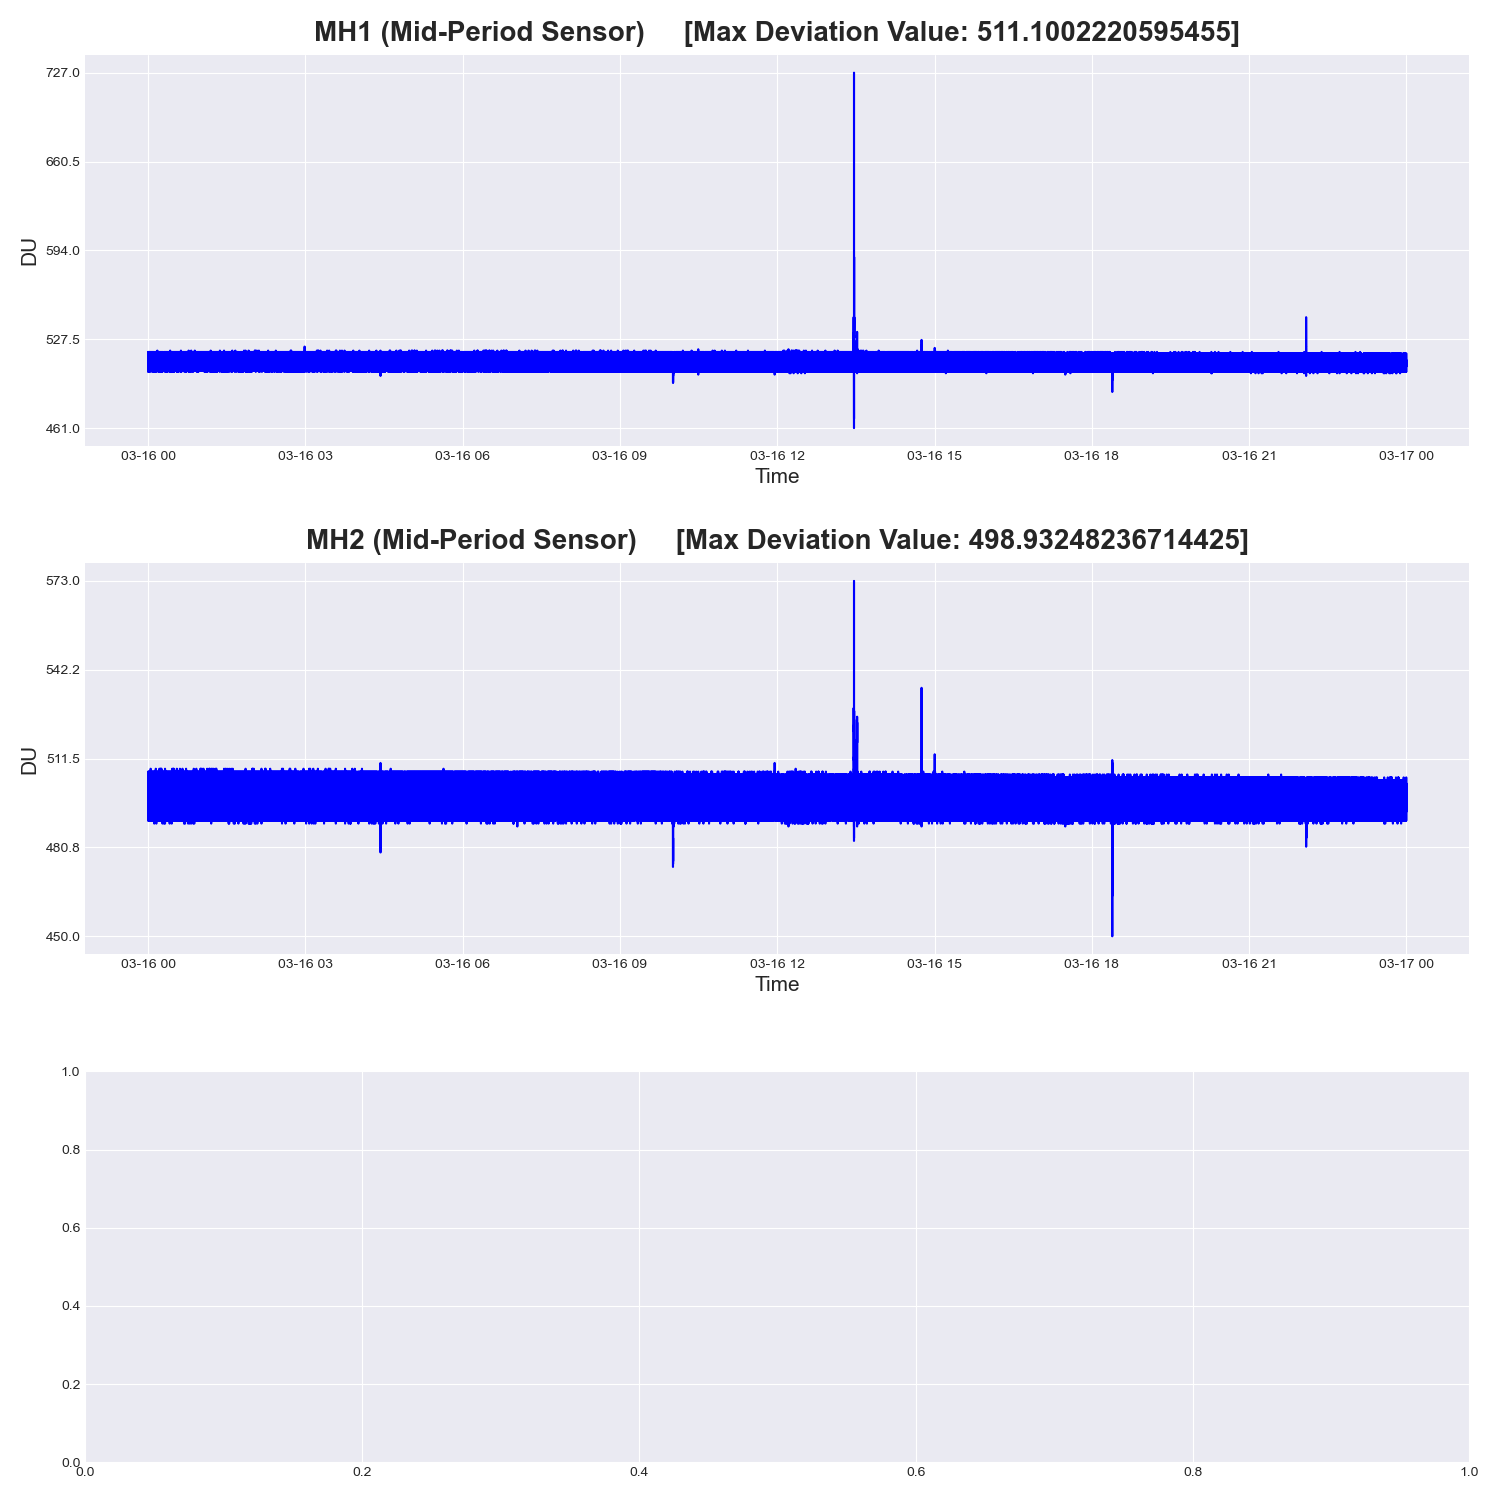 MH1 (Mid-Period Sensor) [Max Deviation Value: 511.1002220595455]
727.0
660.5
594.0
527.5
461.0
DU
03-16 00 03-16 03 03-16 06 03-16 09 03-16 12 03-16 15 03-16 18 03-16 21 03-17 00
Time
MH2 (Mid-Period Sensor) [Max Deviation Value: 498.93248236714425]
573.0
542.2
511.5
480.8
450.0
DU
03-16 00 03-16 03 03-16 06 03-16 09 03-16 12 03-16 15 03-16 18 03-16 21 03-17 00
Time
1.0
0.8
0.6
0.4
0.2
0.0
0.0 0.2 0.4 0.6 0.8 1.0